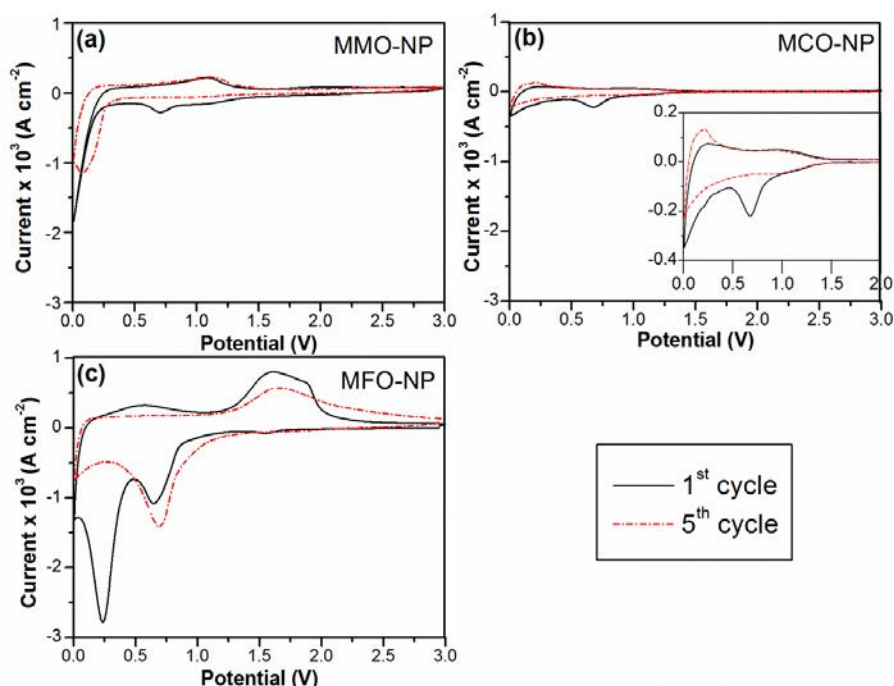 (a)
MMO-NP
Current x 10³ (A cm⁻²)
1
0
-1
-2
-3
0.0 0.5 1.0 1.5 2.0 2.5 3.0
Potential (V)
(b)
MCO-NP
Current x 10³ (A cm⁻²)
1
0
-1
-2
-3
0.2
0.0
-0.2
-0.4
0.0 0.5 1.0 1.5 2.0
0.0 0.5 1.0 1.5 2.0 2.5 3.0
Potential (V)
(c)
MFO-NP
Current x 10³ (A cm⁻²)
1
0
-1
-2
-3
0.0 0.5 1.0 1.5 2.0 2.5 3.0
Potential (V)
1st cycle
5th cycle